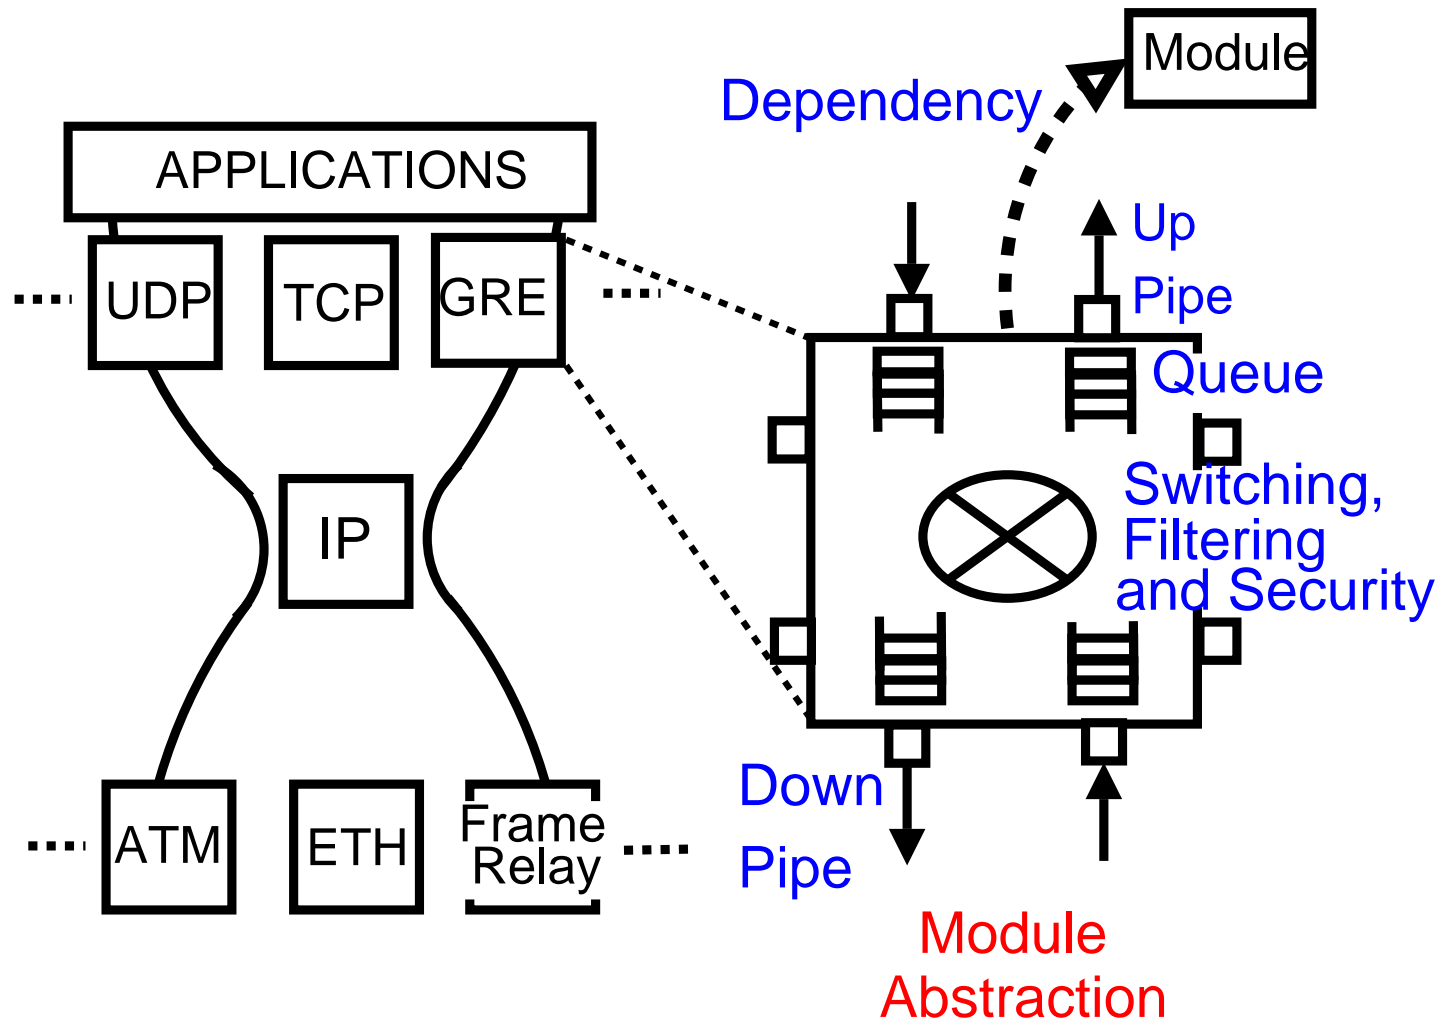 Module
Dependency
APPLICATIONS
Up
Pipe
UDP
TCP
GRE
Queue
Switching,
Filtering
and Security
IP
Down
Pipe
ATM
ETH
Frame
Relay
Module
Abstraction